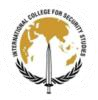 INTERNATIONAL COLLEGE FOR SECURITY STUDIES